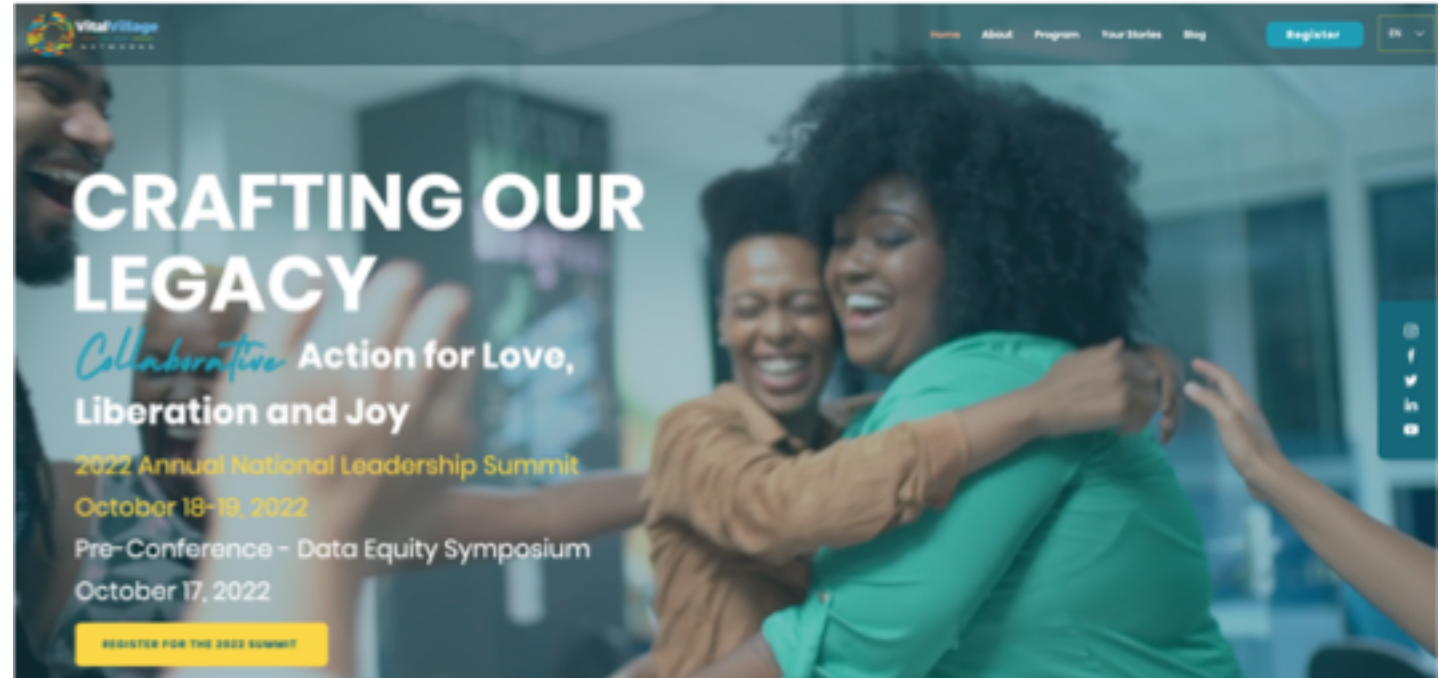 VitalVillage
NETWORKS
Home About Program Your Stories Blog Register EN
CRAFTING OUR
LEGACY
Collaborative Action for Love,
Liberation and Joy
2022 Annual National Leadership Summit
October 18-19, 2022
Pre-Conference - Data Equity Symposium
October 17, 2022
REGISTER FOR THE 2022 SUMMIT